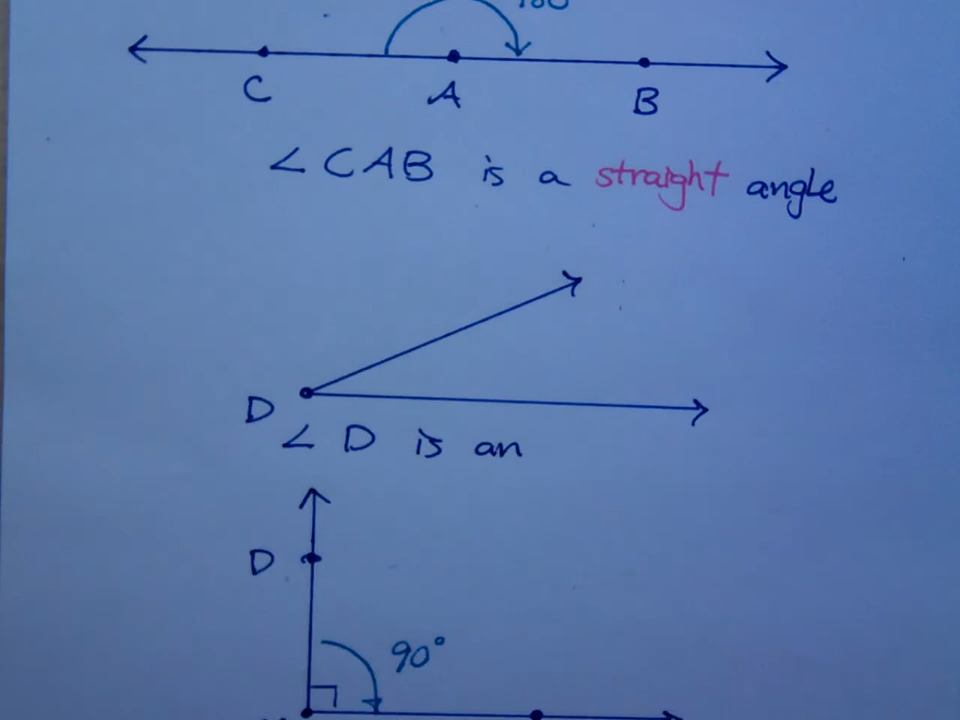 C A B
∠CAB is a straight angle
D
∠D is an
D
90°